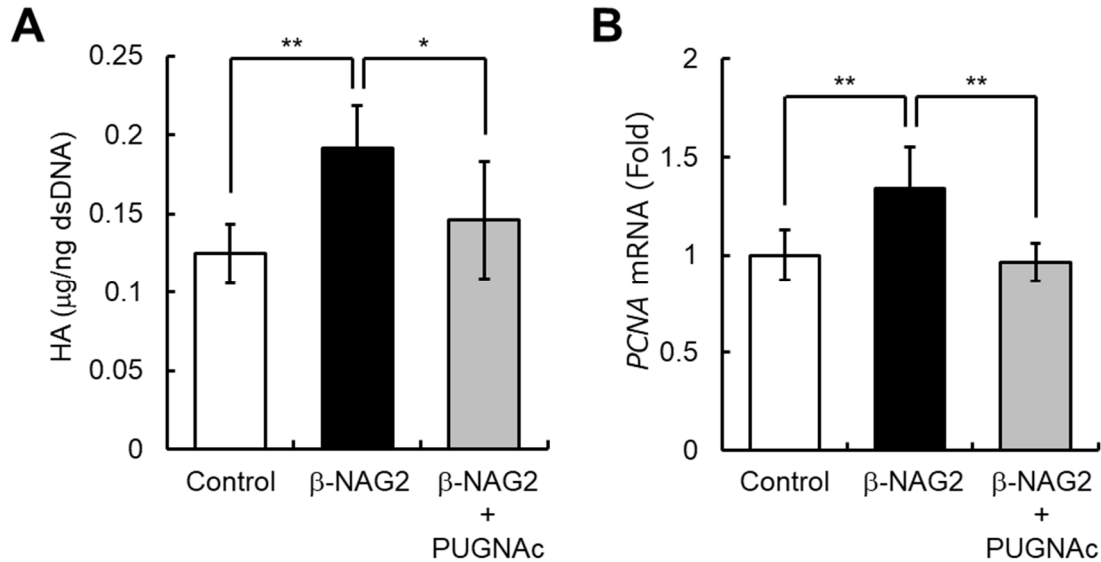 A
HA (μg/ng dsDNA)
0.25
0.2
0.15
0.1
0.05
0
**
*
Control
β-NAG2
β-NAG2
+
PUGNAc
B
PCNA mRNA (Fold)
2
1.5
1
0.5
0
**
**
Control
β-NAG2
β-NAG2
+
PUGNAc